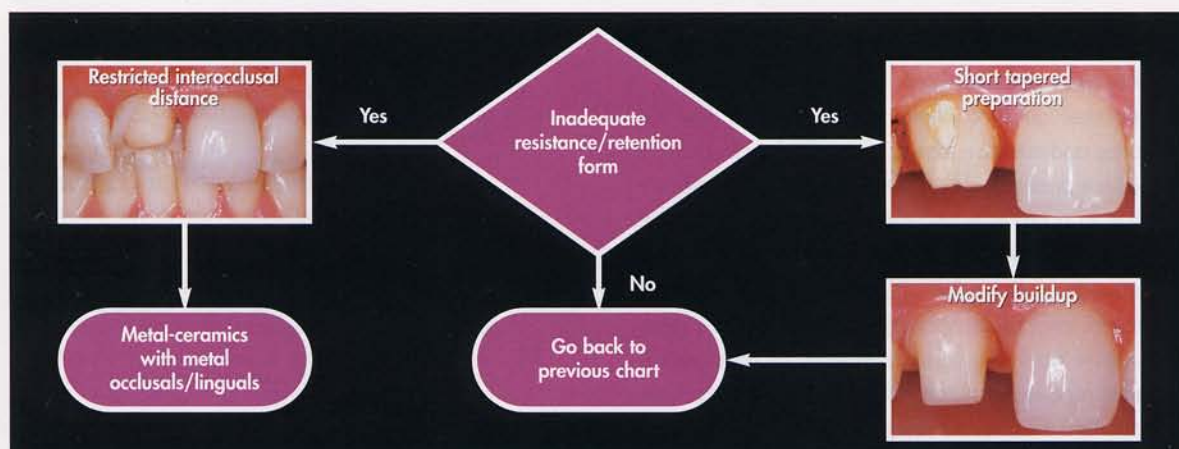 Restricted interocclusal
distance
Yes
Inadequate
resistance/retention
form
Yes
Short tapered
preparation
No
Modify buildup
Metal-ceramics
with metal
occlusals/linguals
Go back to
previous chart